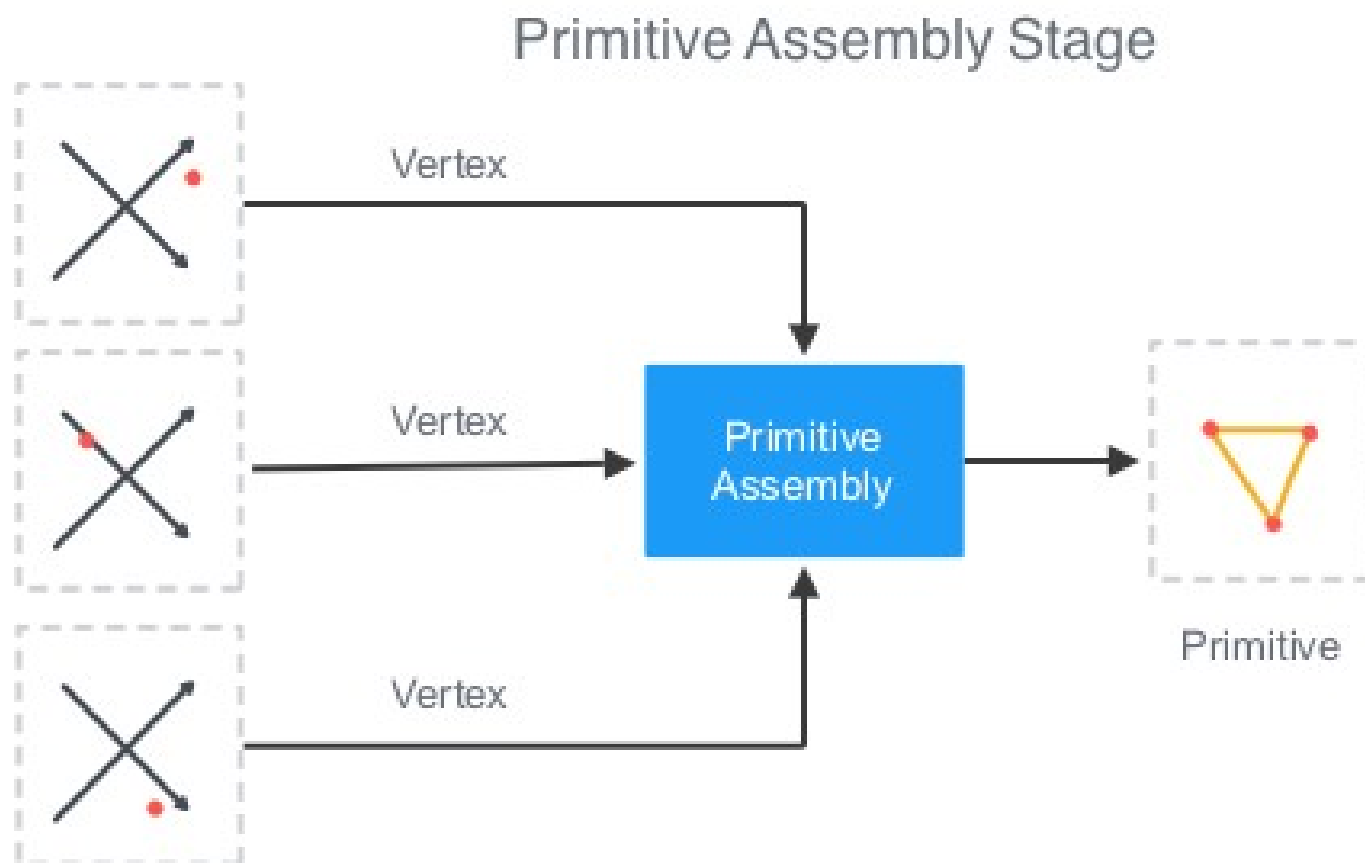 Primitive Assembly Stage
Vertex
Vertex
Primitive
Assembly
Vertex
Primitive